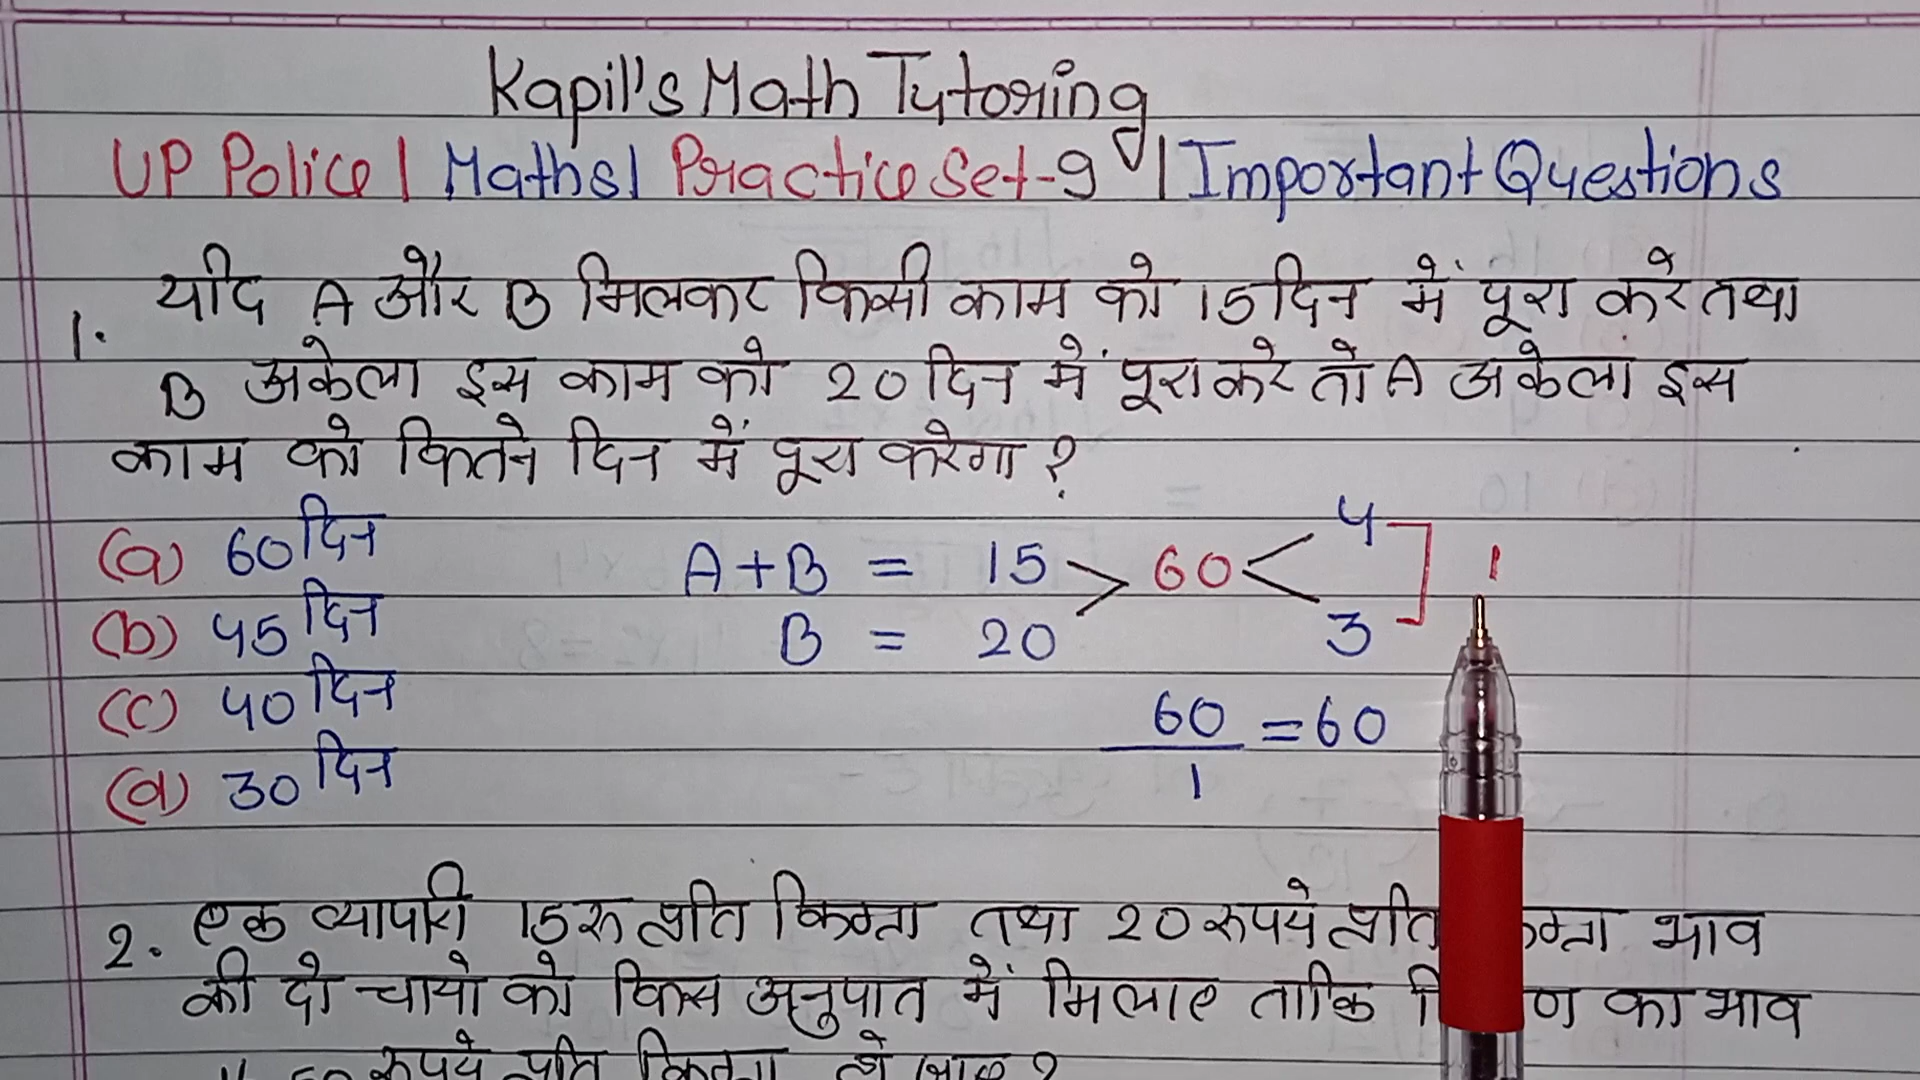 Kapil's Math Tutoring
UP Police | Maths | Practice Set-9 | Important Questions
1. यदि A और B मिलकर किसी काम को 15 दिन में पूरा करे तथा
B अकेला इस काम को 20 दिन में पूरा करे तो A अकेला इस
काम को कितने दिन में पूरा करेगा ?
(a) 60 दिन
(b) 45 दिन
(c) 40 दिन
(d) 30 दिन
A+B = 15 > 60 < 4 ] 1
B = 20 3
60/1 = 60
2. एक व्यापारी 15 रु प्रति किग्रा तथा 20 रुपये प्रति ग्रा भाव
की दो चायो को किस अनुपात में मिलाए ताकि का भाव
रुपये प्रति किग्रा हो जाए ?